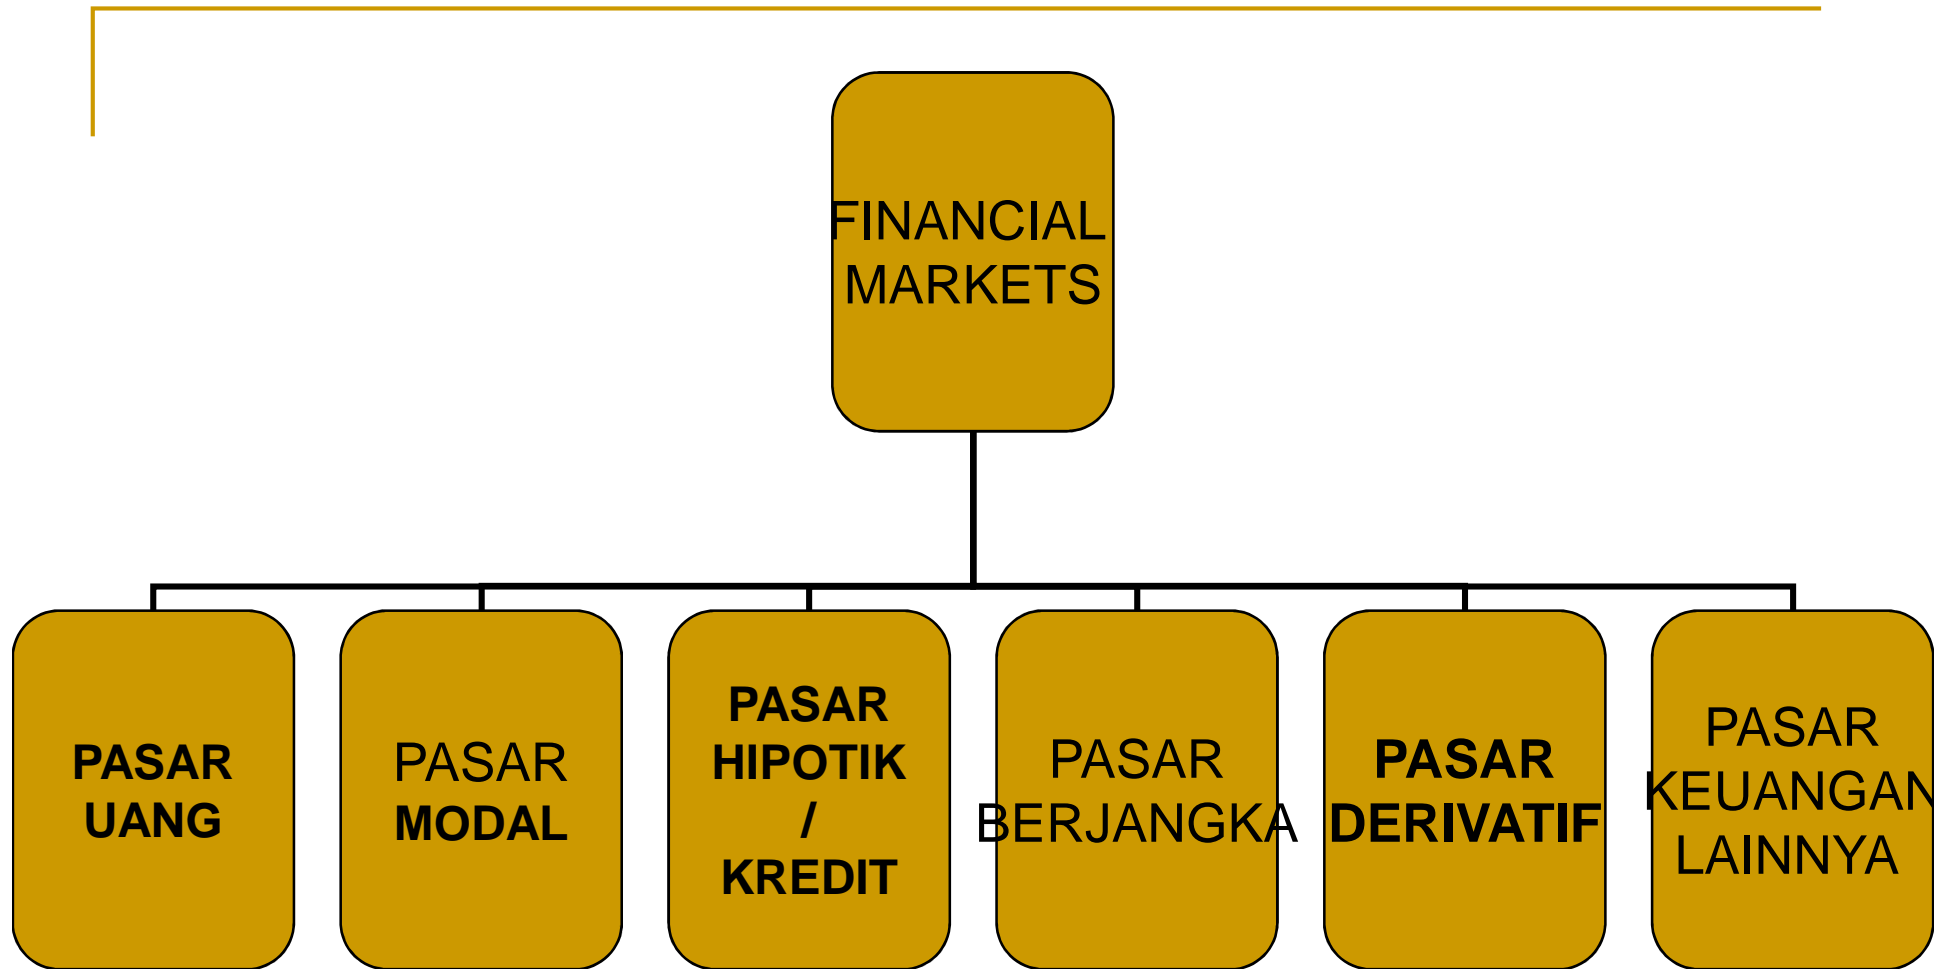 FINANCIAL
MARKETS
PASAR
UANG
PASAR
MODAL
PASAR
HIPOTIK
/
KREDIT
PASAR
BERJANGKA
PASAR
DERIVATIF
PASAR
KEUANGAN
LAINNYA